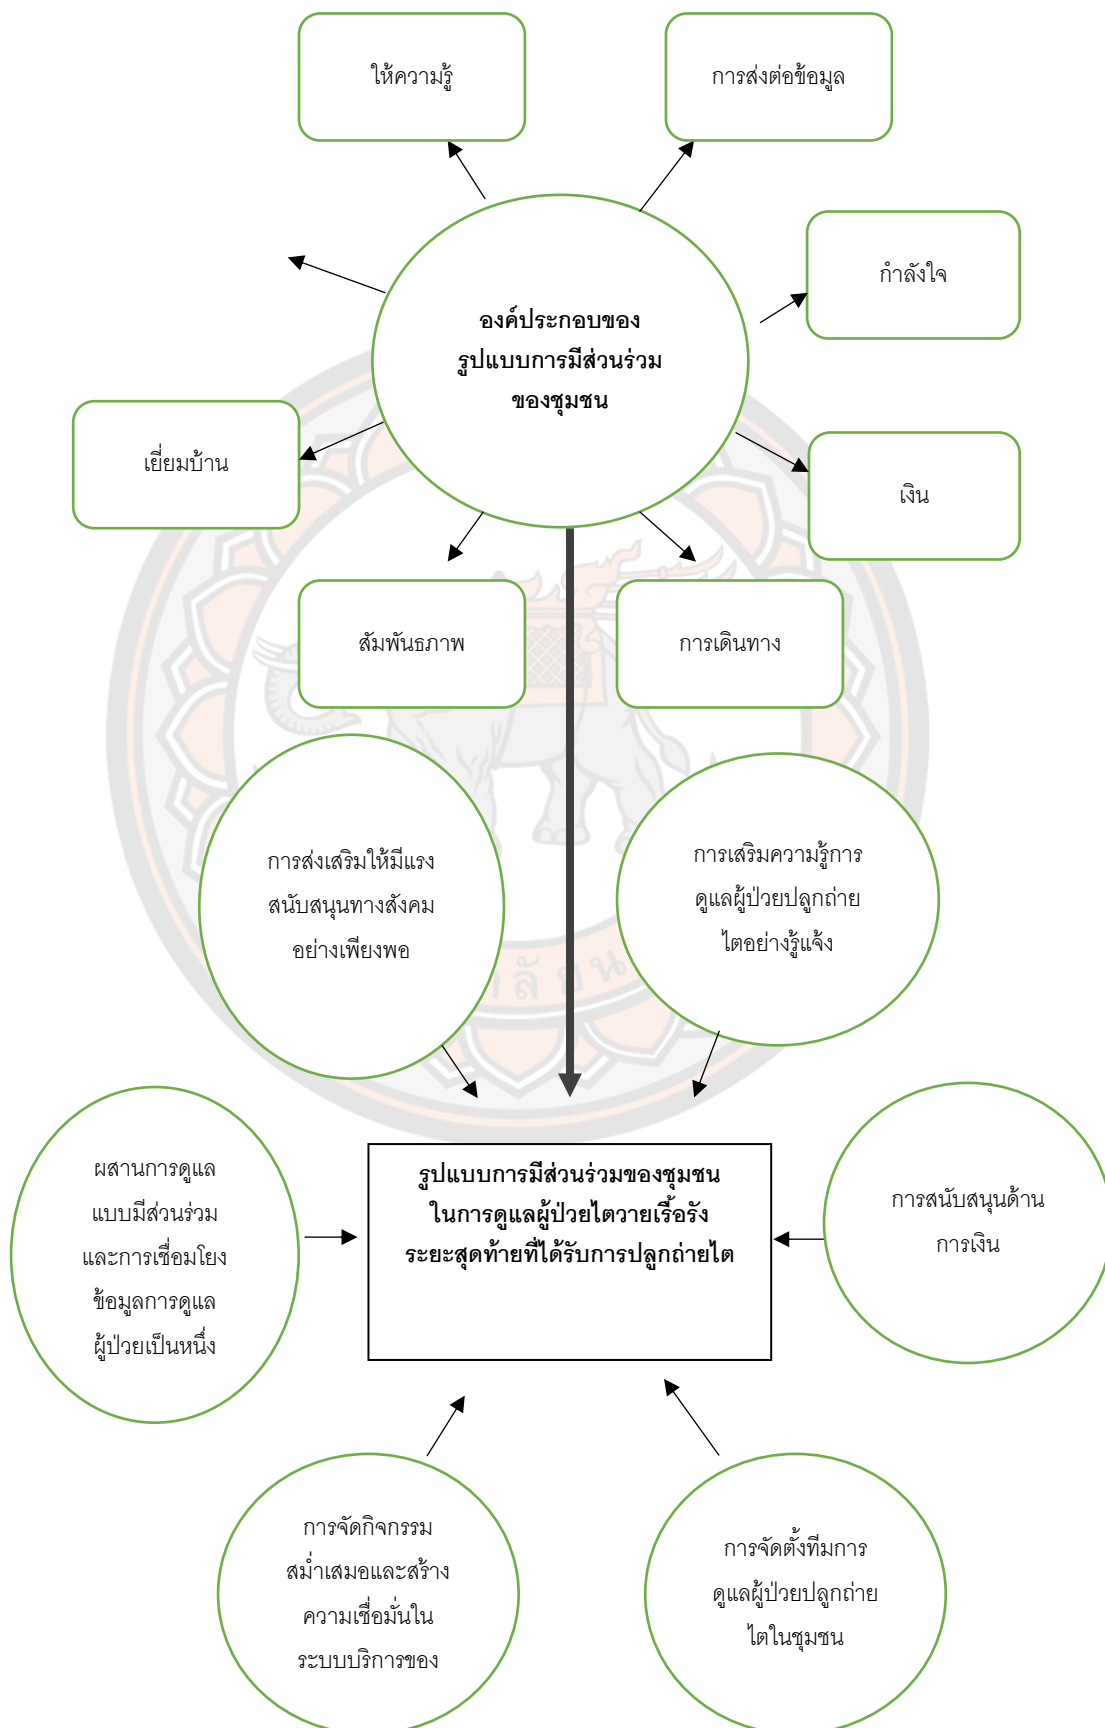 ให้ความรู้
การส่งต่อข้อมูล
กำลังใจ
องค์ประกอบของ
รูปแบบการมีส่วนร่วม
ของชุมชน
เยี่ยมบ้าน
เงิน
สัมพันธภาพ
การเดินทาง
การส่งเสริมให้มีแรง
สนับสนุนทางสังคม
อย่างเพียงพอ
การเสริมความรู้การ
ดูแลผู้ป่วยปลูกถ่าย
ไตอย่างรู้แจ้ง
ผสานการดูแล
แบบมีส่วนร่วม
และการเชื่อมโยง
ข้อมูลการดูแล
ผู้ป่วยเป็นหนึ่ง
รูปแบบการมีส่วนร่วมของชุมชน
ในการดูแลผู้ป่วยไตวายเรื้อรัง
ระยะสุดท้ายที่ได้รับการปลูกถ่ายไต
การสนับสนุนด้าน
การเงิน
การจัดกิจกรรม
สม่ำเสมอและสร้าง
ความเชื่อมั่นใน
ระบบบริการของ
การจัดตั้งทีมการ
ดูแลผู้ป่วยปลูกถ่าย
ไตในชุมชน